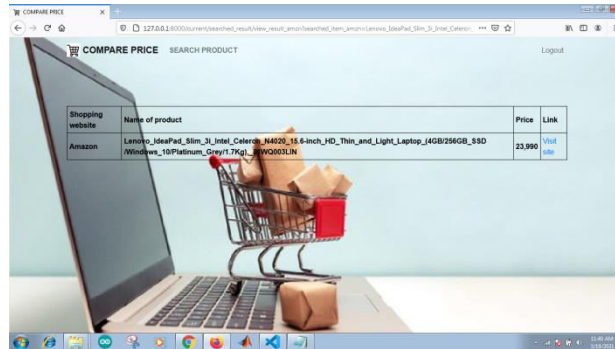 COMPARE PRICE
127.0.0.1:8000/current/searched_result/view_result_amzn?searched_item_amzn=Lenovo_IdeaPad_Slim_3i_Intel_Celeron
COMPARE PRICE SEARCH PRODUCT Logout
Shopping website Name of product Price Link
Amazon Lenovo_IdeaPad_Slim_3i_Intel_Celeron_N4020_15.6-inch_HD_Thin_and_Light_Laptop_(4GB/256GB_SSD
/Windows_10/Platinum_Grey/1.7Kg), 23,990 Visit site